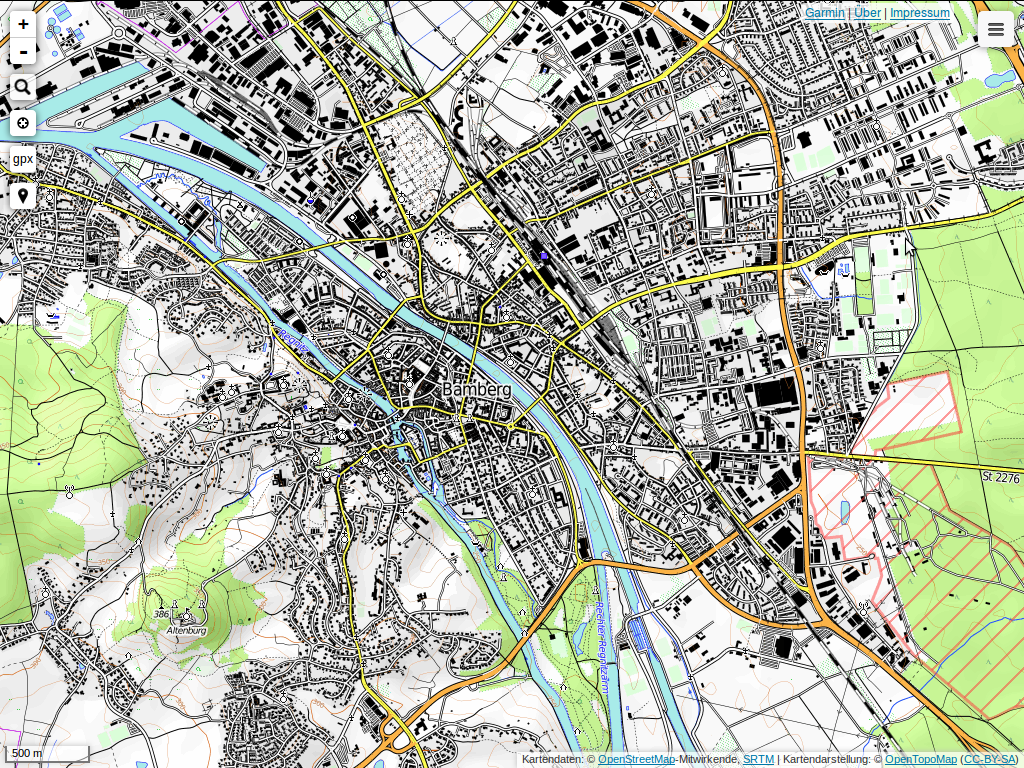 +
Garmin | Über | Impressum
-
gpx
Regnitz
Bamberg
St 2276
386
Altenburg
Rechter Regnitzarm
500 m
Kartendaten: © OpenStreetMap-Mitwirkende, SRTM | Kartendarstellung: © OpenTopoMap (CC-BY-SA)